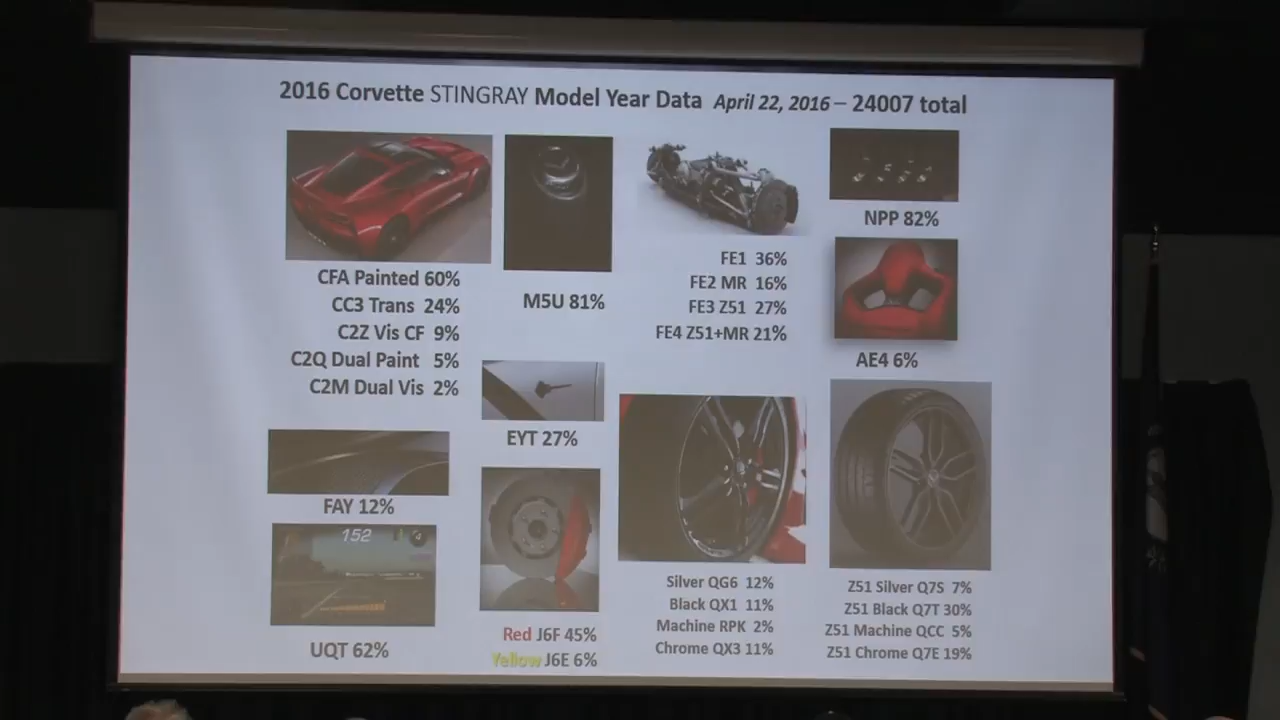 2016 Corvette STINGRAY Model Year Data April 22, 2016 – 24007 total
CFA Painted 60%
CC3 Trans 24%
C2Z Vis CF 9%
C2Q Dual Paint 5%
C2M Dual Vis 2%
M5U 81%
FE1 36%
FE2 MR 16%
FE3 Z51 27%
FE4 Z51+MR 21%
NPP 82%
AE4 6%
EYT 27%
FAY 12%
152
4
UQT 62%
Red J6F 45%
Yellow J6E 6%
Silver QG6 12%
Black QX1 11%
Machine RPK 2%
Chrome QX3 11%
Z51 Silver Q7S 7%
Z51 Black Q7T 30%
Z51 Machine QCC 5%
Z51 Chrome Q7E 19%